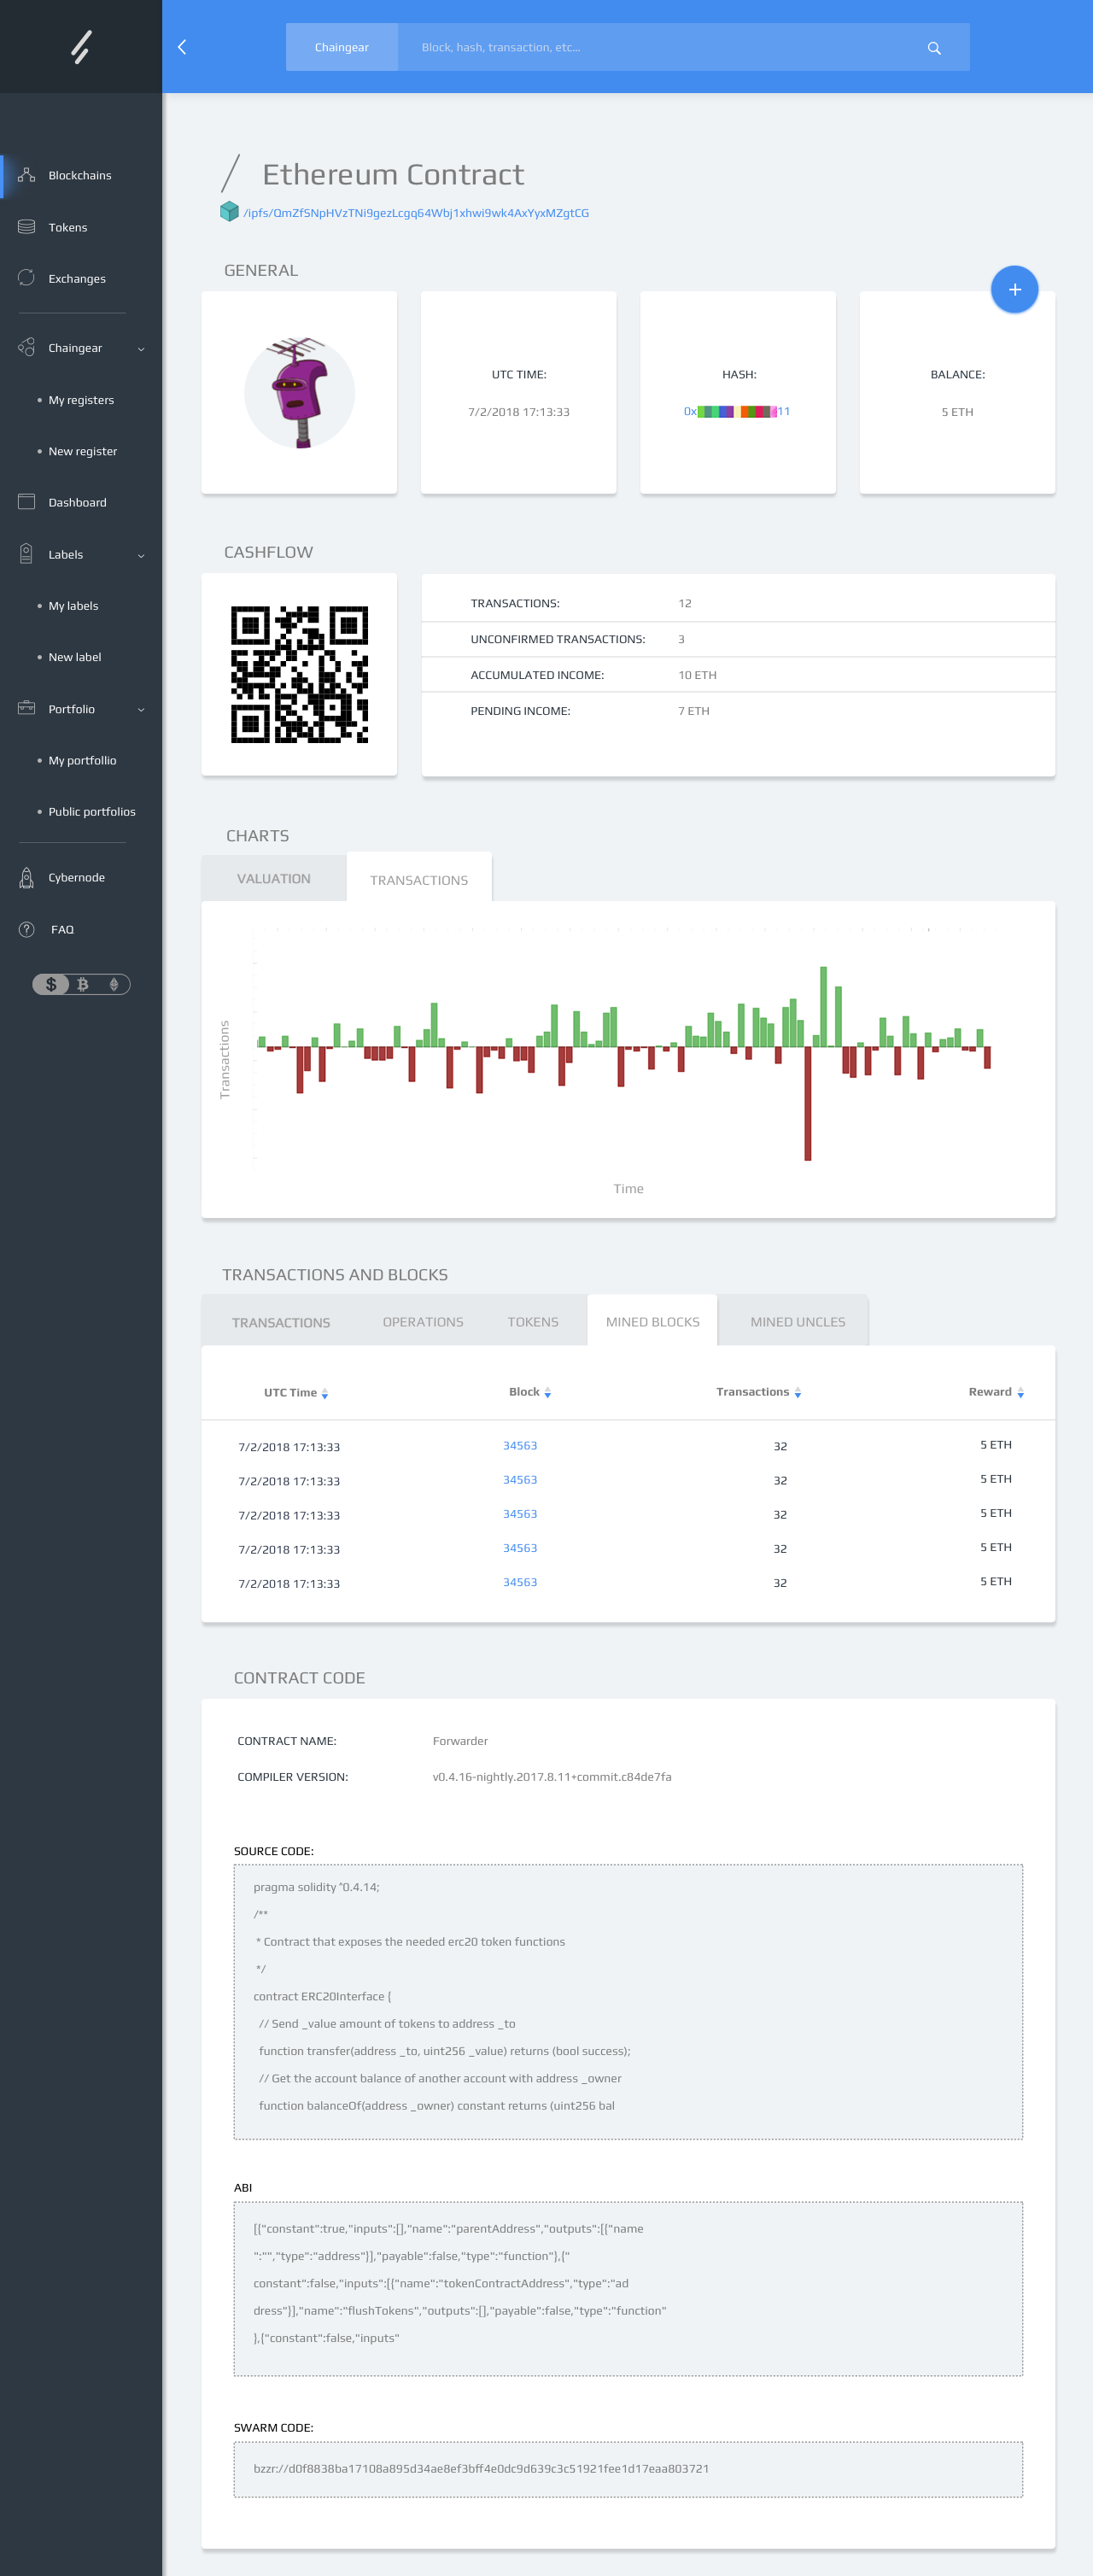 Chaingear
Block, hash, transaction, etc...
Blockchains
Tokens
Exchanges
Chaingear
My registers
New register
Dashboard
Labels
My labels
New label
Portfolio
My portfollio
Public portfolios
Cybernode
FAQ
Ethereum Contract
/ipfs/QmZfSNpHVzTNi9gezLcgq64Wbj1xhwi9wk4AxYyxMZgtCG
GENERAL
UTC TIME:
7/2/2018 17:13:33
HASH:
0x 411
BALANCE:
5 ETH
CASHFLOW
TRANSACTIONS: 12
UNCONFIRMED TRANSACTIONS: 3
ACCUMULATED INCOME: 10 ETH
PENDING INCOME: 7 ETH
CHARTS
VALUATION TRANSACTIONS
Transactions
Time
TRANSACTIONS AND BLOCKS
TRANSACTIONS OPERATIONS TOKENS MINED BLOCKS MINED UNCLES
UTC Time Block Transactions Reward
7/2/2018 17:13:33 34563 32 5 ETH
7/2/2018 17:13:33 34563 32 5 ETH
7/2/2018 17:13:33 34563 32 5 ETH
7/2/2018 17:13:33 34563 32 5 ETH
7/2/2018 17:13:33 34563 32 5 ETH
CONTRACT CODE
CONTRACT NAME: Forwarder
COMPILER VERSION: v0.4.16-nightly.2017.8.11+commit.c84de7fa
SOURCE CODE:
pragma solidity ^0.4.14;
/**
* Contract that exposes the needed erc20 token functions
*/
contract ERC20Interface {
// Send _value amount of tokens to address _to
function transfer(address _to, uint256 _value) returns (bool success);
// Get the account balance of another account with address _owner
function balanceOf(address _owner) constant returns (uint256 bal
ABI
[{"constant":true,"inputs":[],"name":"parentAddress","outputs":[{"name
":"","type":"address"}],"payable":false,"type":"function"},{"
constant":false,"inputs":[{"name":"tokenContractAddress","type":"ad
dress"}],"name":"flushTokens","outputs":[],"payable":false,"type":"function"
},{"constant":false,"inputs"
SWARM CODE:
bzzr://d0f8838ba17108a895d34ae8ef3bff4e0dc9d639c3c51921fee1d17eaa803721